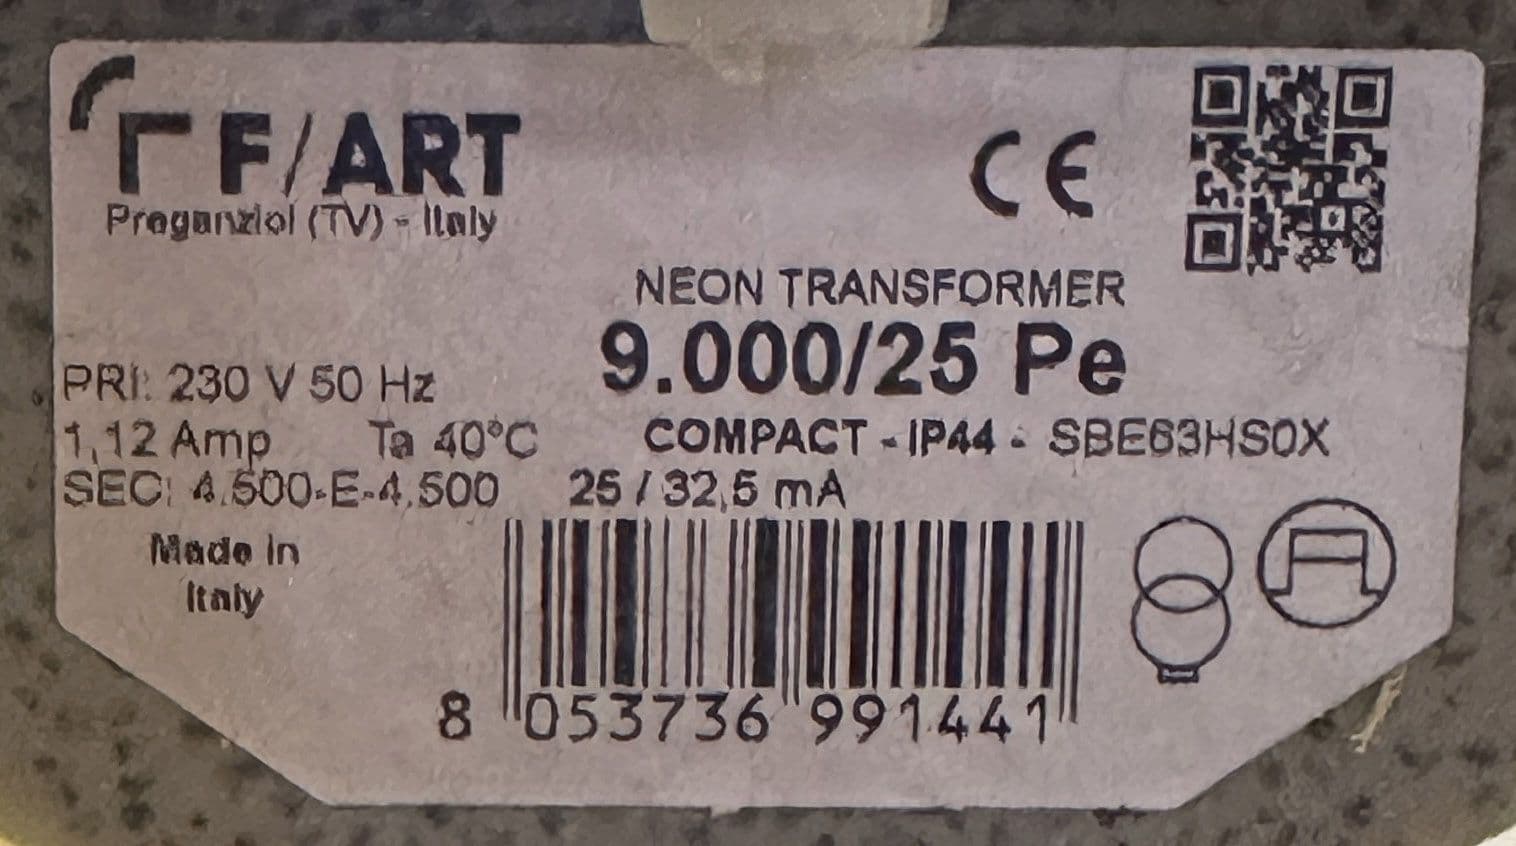 F/ART
Preganziol (TV) - Italy
CE
NEON TRANSFORMER
9.000/25 Pe
PRI: 230 V 50 Hz
1,12 Amp Ta 40°C
COMPACT - IP44 - SBE63HS0X
SEC: 4.500-E-4.500 25 / 32,5 mA
Made in
Italy
8 053736 991441